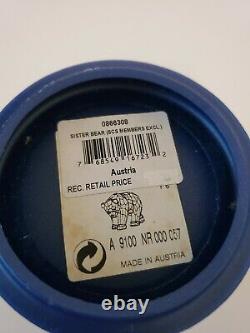 0866308
SISTER BEAR (SCS MEMBERS EXCL.)
7 68549 16723 2
Austria
REC. RETAIL PRICE
A 9100 NR 000 057
MADE IN AUSTRIA